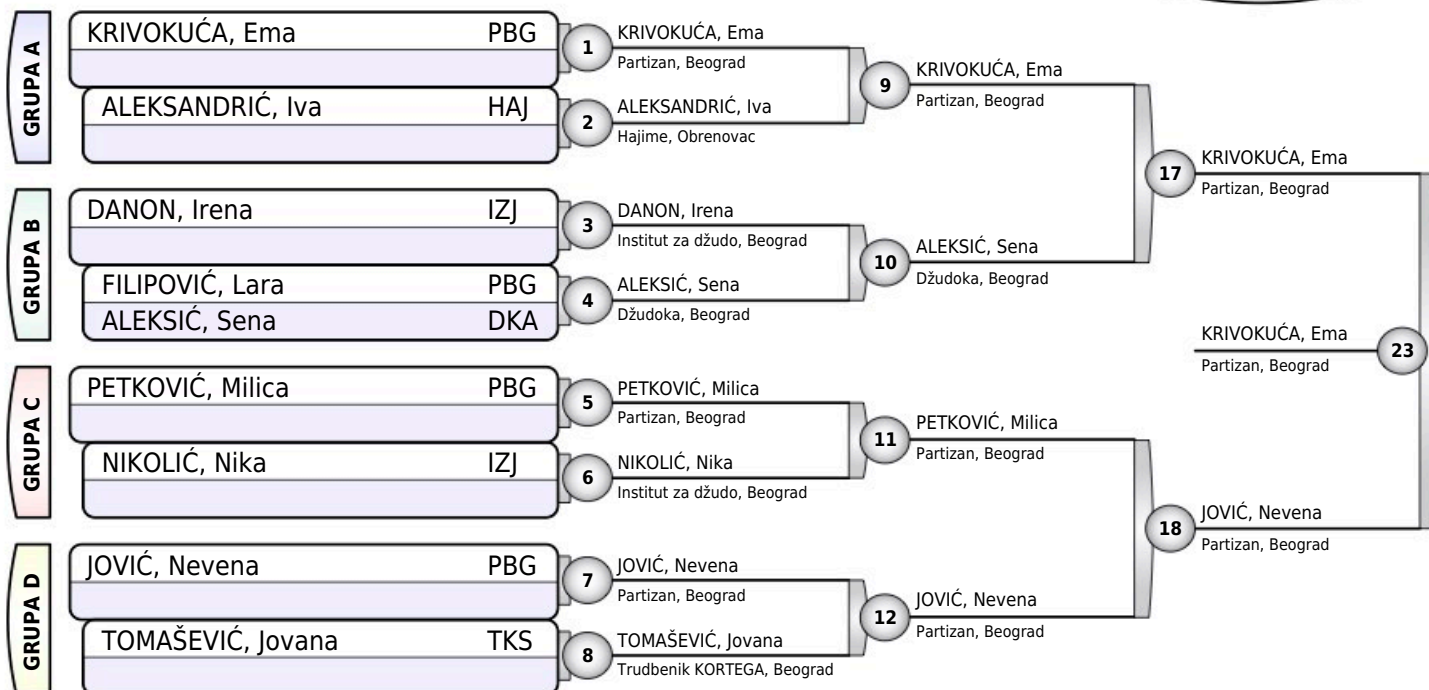 GRUPA A
KRIVOKUĆA, Ema PBG
ALEKSANDRIĆ, Iva HAJ
GRUPA B
DANON, Irena IZJ
FILIPOVIĆ, Lara PBG
ALEKSIĆ, Sena DKA
GRUPA C
PETKOVIĆ, Milica PBG
NIKOLIĆ, Nika IZJ
GRUPA D
JOVIĆ, Nevena PBG
TOMAŠEVIĆ, Jovana TKS
1
KRIVOKUĆA, Ema
Partizan, Beograd
2
ALEKSANDRIĆ, Iva
Hajime, Obrenovac
3
DANON, Irena
Institut za džudo, Beograd
4
ALEKSIĆ, Sena
Džudoka, Beograd
5
PETKOVIĆ, Milica
Partizan, Beograd
6
NIKOLIĆ, Nika
Institut za džudo, Beograd
7
JOVIĆ, Nevena
Partizan, Beograd
8
TOMAŠEVIĆ, Jovana
Trudbenik KORTEGA, Beograd
9
KRIVOKUĆA, Ema
Partizan, Beograd
10
ALEKSIĆ, Sena
Džudoka, Beograd
11
PETKOVIĆ, Milica
Partizan, Beograd
12
JOVIĆ, Nevena
Partizan, Beograd
17
KRIVOKUĆA, Ema
Partizan, Beograd
18
JOVIĆ, Nevena
Partizan, Beograd
KRIVOKUĆA, Ema
Partizan, Beograd
23